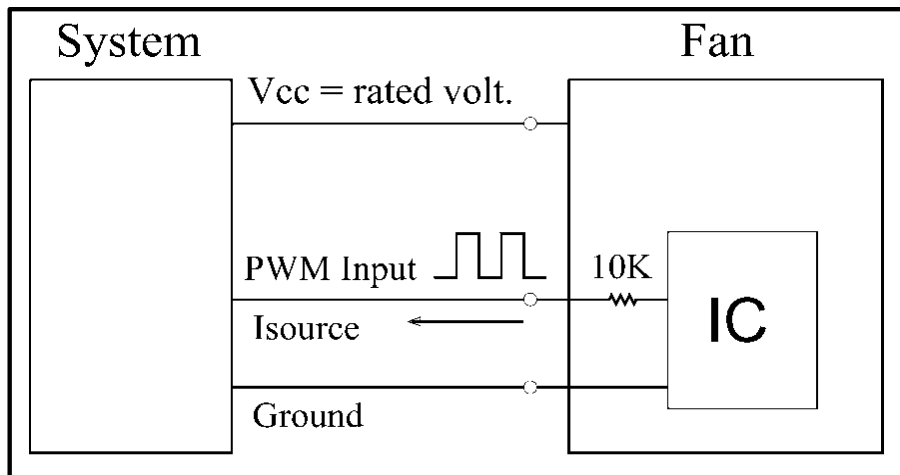 System
Fan
Vcc = rated volt.
PWM Input
10K
IC
Isource
Ground